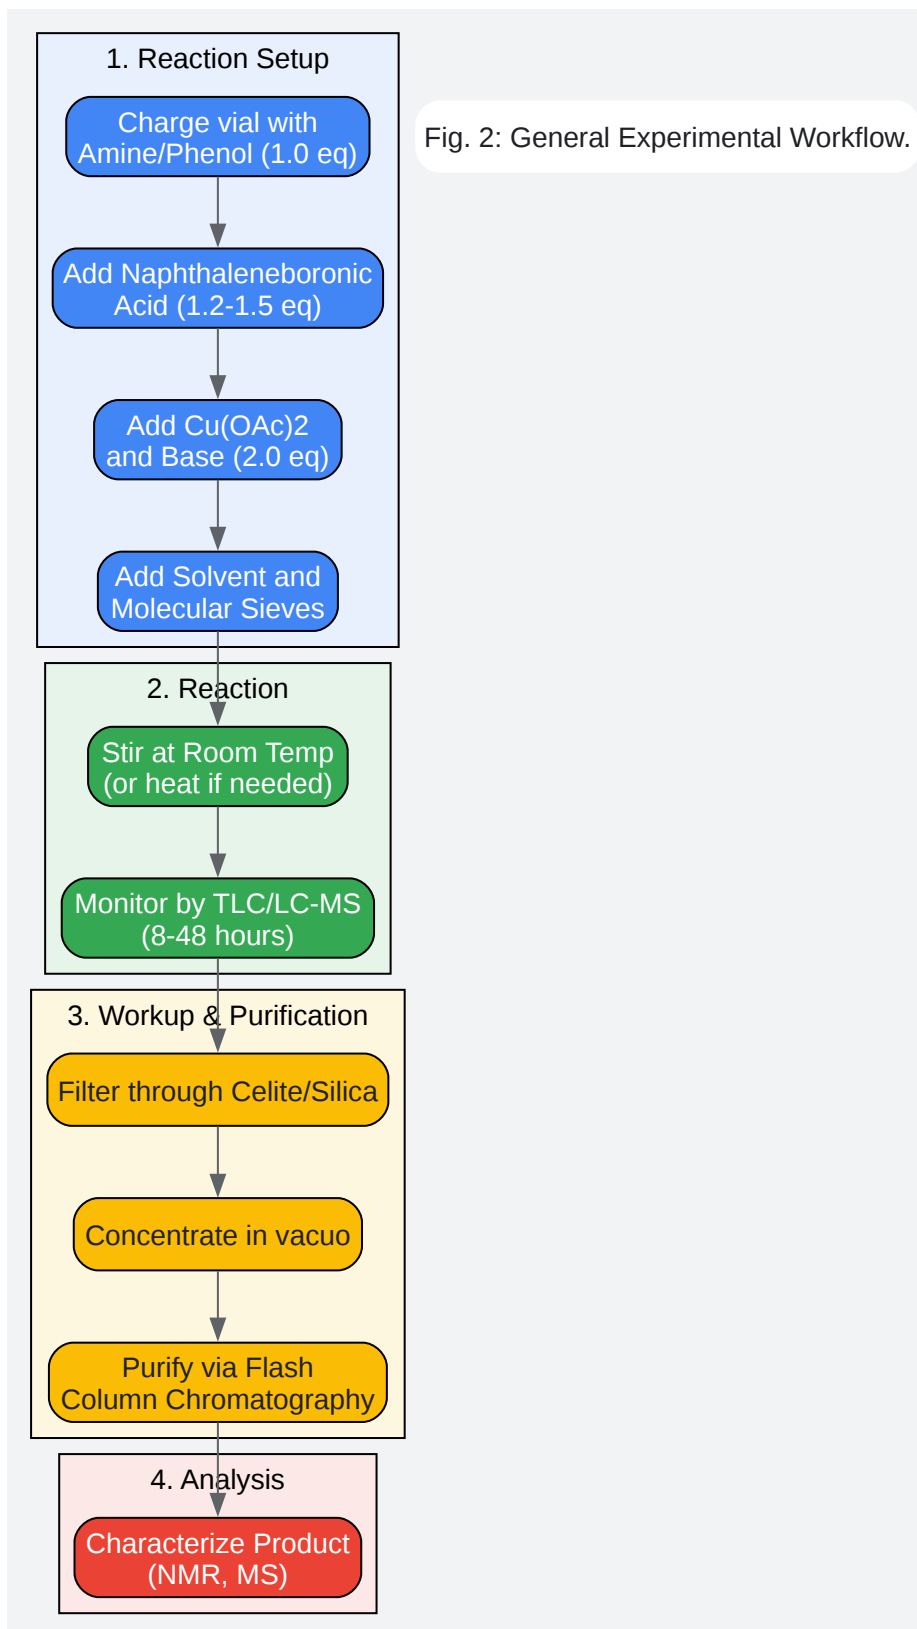 1. Reaction Setup
Charge vial with
Amine/Phenol (1.0 eq)
Fig. 2: General Experimental Workflow.
Add Naphthaleneboronic
Acid (1.2-1.5 eq)
Add Cu(OAc)2
and Base (2.0 eq)
Add Solvent and
Molecular Sieves
2. Reaction
Stir at Room Temp
(or heat if needed)
Monitor by TLC/LC-MS
(8-48 hours)
3. Workup & Purification
Filter through Celite/Silica
Concentrate in vacuo
Purify via Flash
Column Chromatography
4. Analysis
Characterize Product
(NMR, MS)